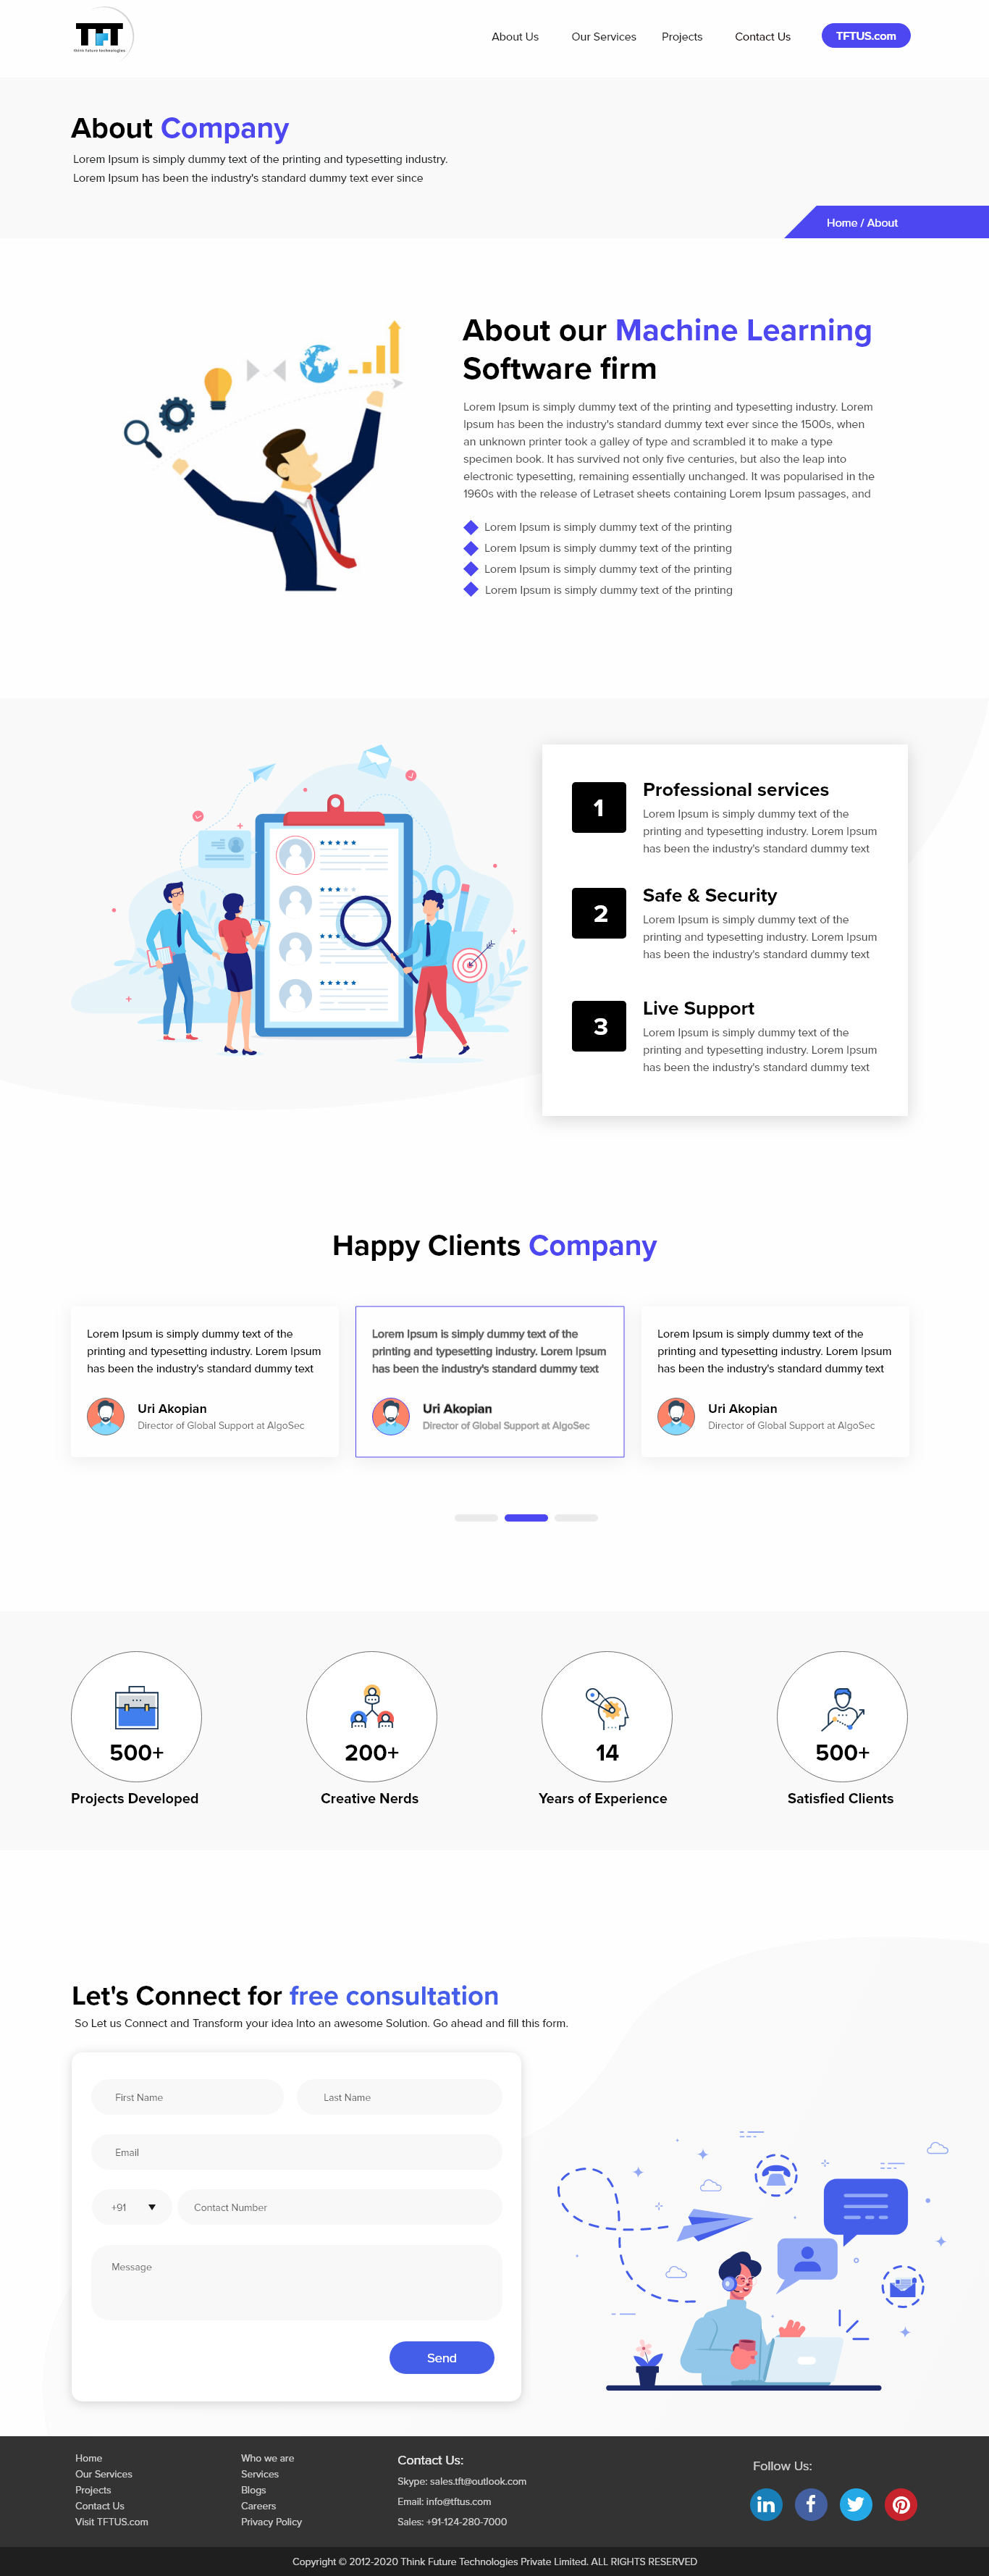 TFT
think future technologies
About Us
Our Services
Projects
Contact Us
TFTUS.com
About Company
Lorem Ipsum is simply dummy text of the printing and typesetting industry.
Lorem Ipsum has been the industry's standard dummy text ever since
Home / About
About our Machine Learning
Software firm
Lorem Ipsum is simply dummy text of the printing and typesetting industry. Lorem
Ipsum has been the industry's standard dummy text ever since the 1500s, when
an unknown printer took a galley of type and scrambled it to make a type
specimen book. It has survived not only five centuries, but also the leap into
electronic typesetting, remaining essentially unchanged. It was popularised in the
1960s with the release of Letraset sheets containing Lorem Ipsum passages, and
Lorem Ipsum is simply dummy text of the printing
Lorem Ipsum is simply dummy text of the printing
Lorem Ipsum is simply dummy text of the printing
Lorem Ipsum is simply dummy text of the printing
1
Professional services
Lorem Ipsum is simply dummy text of the
printing and typesetting industry. Lorem Ipsum
has been the industry's standard dummy text
2
Safe & Security
Lorem Ipsum is simply dummy text of the
printing and typesetting industry. Lorem Ipsum
has been the industry's standard dummy text
3
Live Support
Lorem Ipsum is simply dummy text of the
printing and typesetting industry. Lorem Ipsum
has been the industry's standard dummy text
Happy Clients Company
Lorem Ipsum is simply dummy text of the
printing and typesetting industry. Lorem Ipsum
has been the industry's standard dummy text
Uri Akopian
Director of Global Support at AlgoSec
Lorem Ipsum is simply dummy text of the
printing and typesetting industry. Lorem Ipsum
has been the industry's standard dummy text
Uri Akopian
Director of Global Support at AlgoSec
Lorem Ipsum is simply dummy text of the
printing and typesetting industry. Lorem Ipsum
has been the industry's standard dummy text
Uri Akopian
Director of Global Support at AlgoSec
500+
Projects Developed
200+
Creative Nerds
14
Years of Experience
500+
Satisfied Clients
Let's Connect for free consultation
So Let us Connect and Transform your idea Into an awesome Solution. Go ahead and fill this form.
First Name
Last Name
Email
+91
Contact Number
Message
Send
Home
Our Services
Projects
Contact Us
Visit TFTUS.com
Who we are
Services
Blogs
Careers
Privacy Policy
Contact Us:
Skype: sales.tft@outlook.com
Email: info@tftus.com
Sales: +91-124-280-7000
Follow Us:
in
f
Copyright © 2012-2020 Think Future Technologies Private Limited. ALL RIGHTS RESERVED